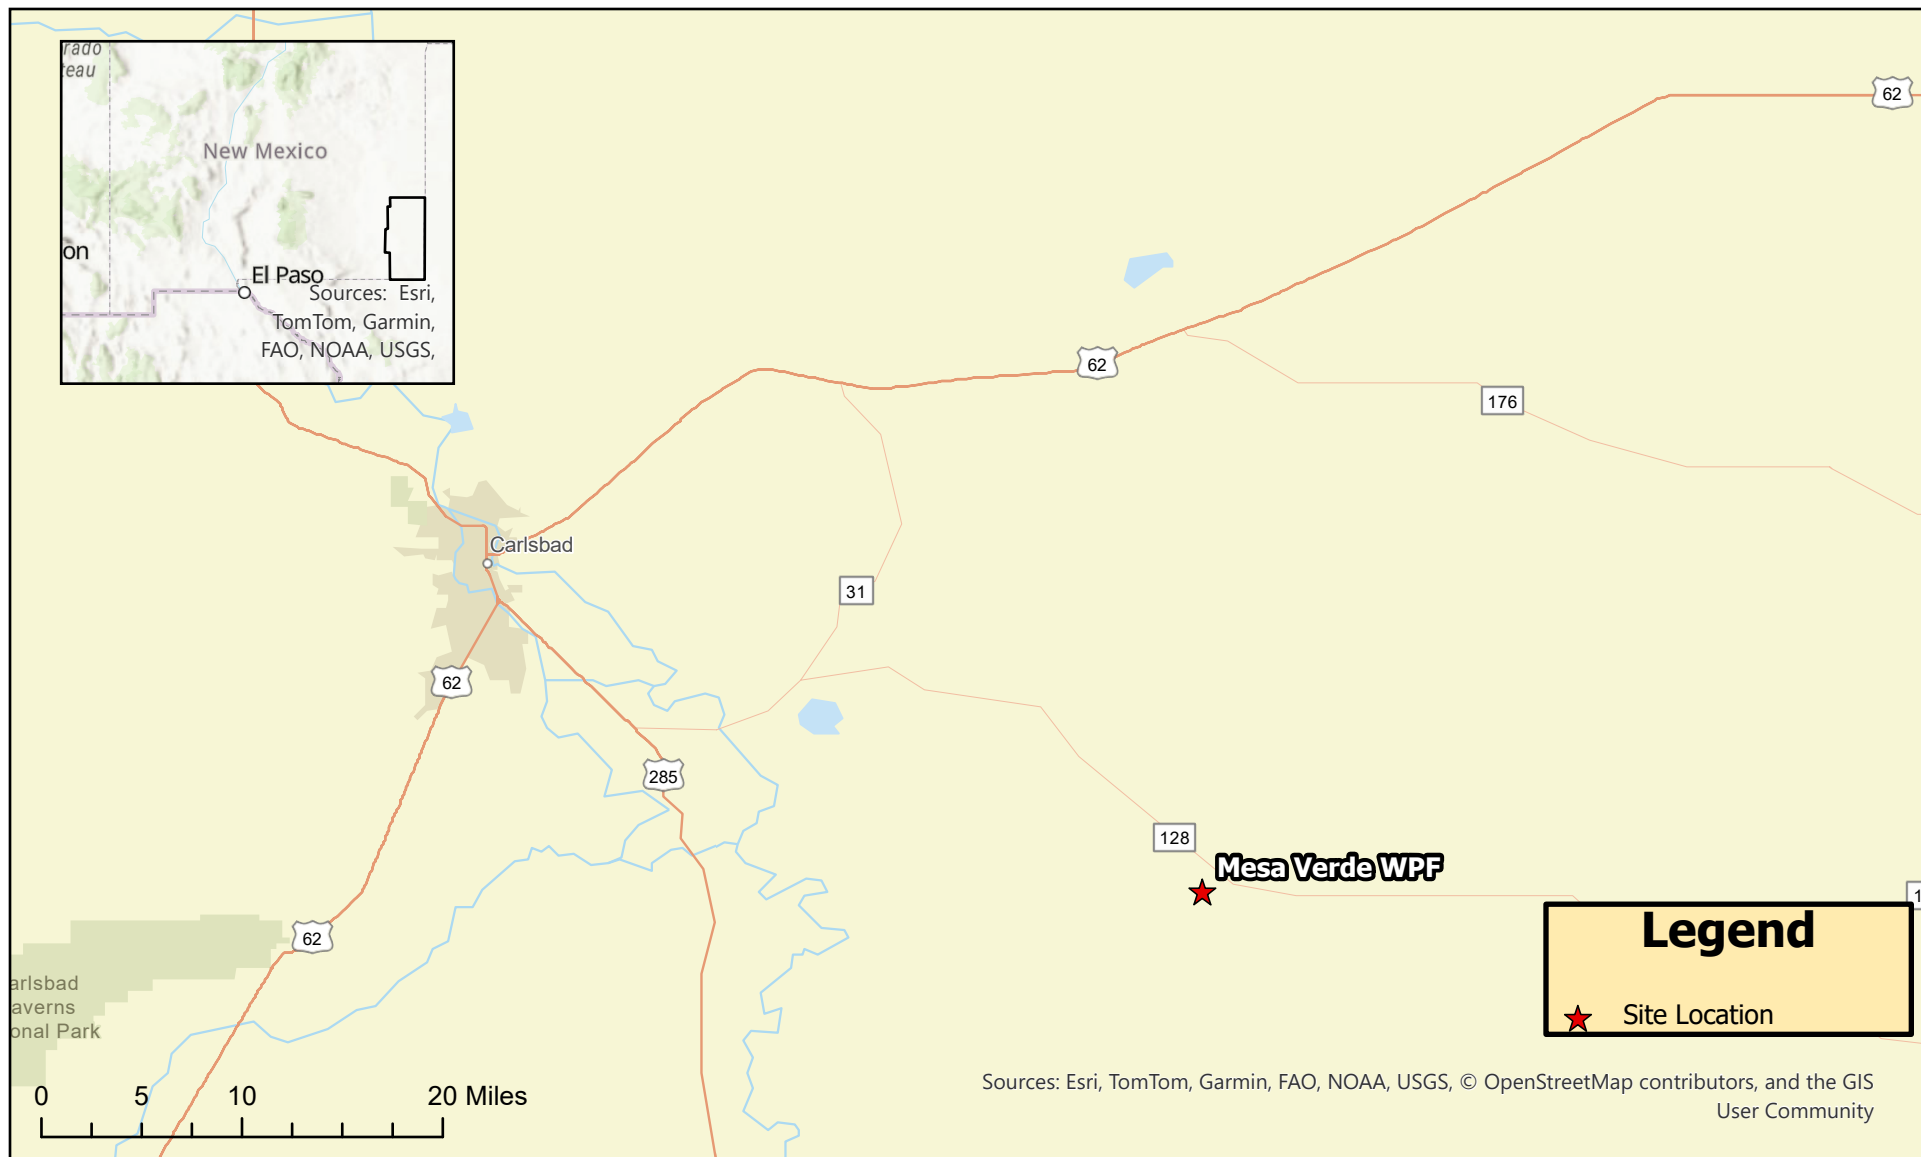 rado
teau
New Mexico
on
El Paso
Sources: Esri,
TomTom, Garmin,
FAO, NOAA, USGS,
62
62
176
Carlsbad
31
62
285
128
Mesa Verde WPF
1
62
arlsbad
averns
onal Park
Legend
Site Location
0 5 10 20 Miles
Sources: Esri, TomTom, Garmin, FAO, NOAA, USGS, © OpenStreetMap contributors, and the GIS
User Community